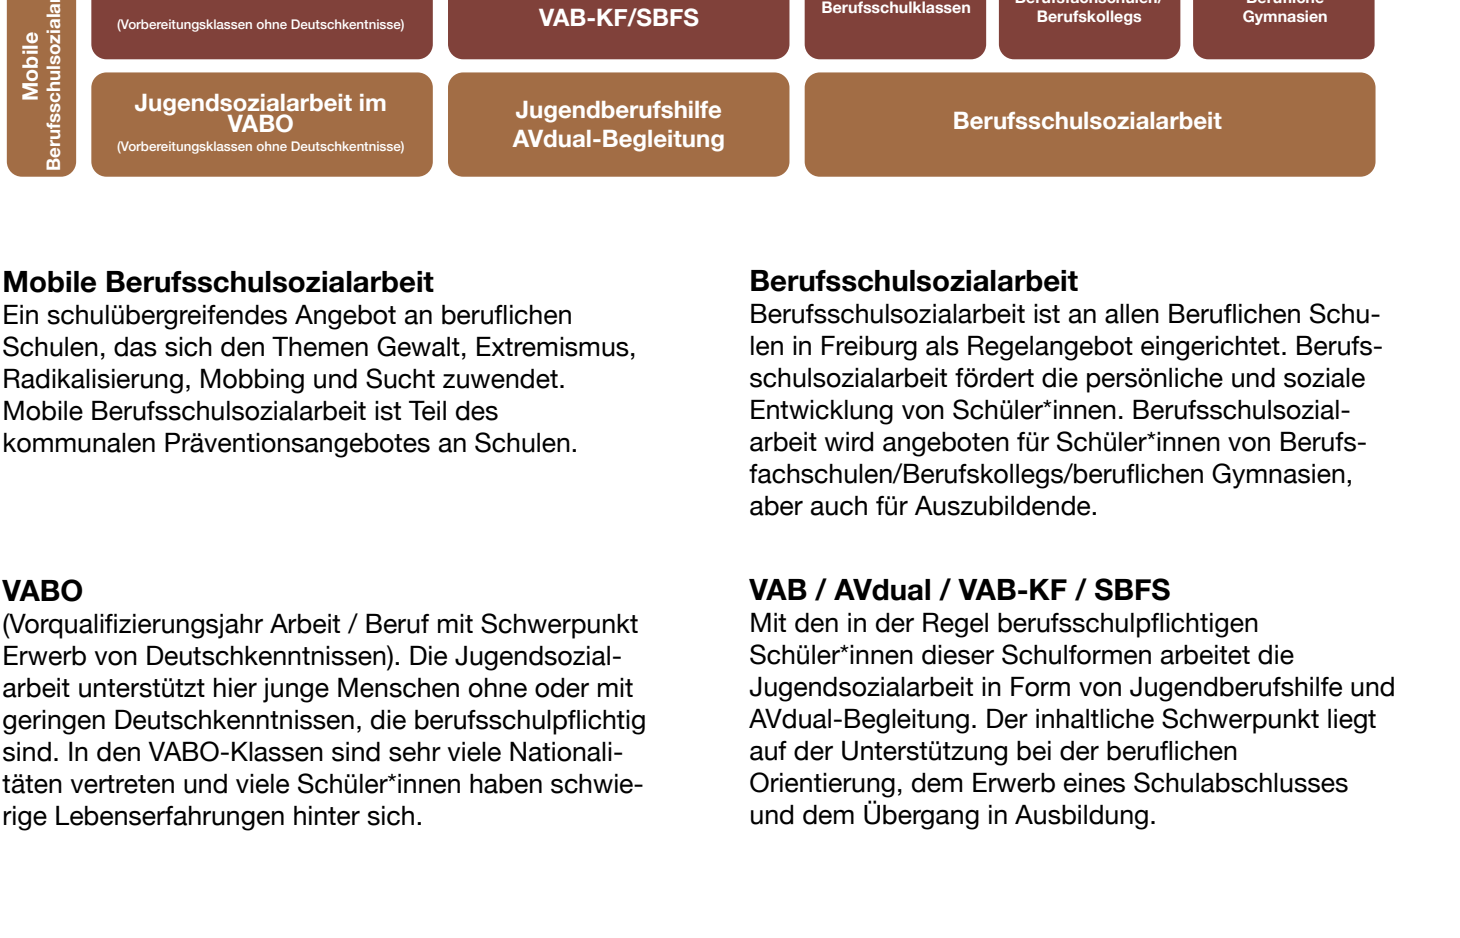 Mobile
(Vorbereitungsklassen ohne Deutschkentnisse)
VAB-KF/SBFS
Berufsschulklassen
Berufskollegs
Gymnasien
Jugendsozialarbeit im
VABO
(Vorbereitungsklassen ohne Deutschkentnisse)
Jugendberufshilfe
AVdual-Begleitung
Berufsschulsozialarbeit
Mobile Berufsschulsozialarbeit
Ein schulübergreifendes Angebot an beruflichen
Schulen, das sich den Themen Gewalt, Extremismus,
Radikalisierung, Mobbing und Sucht zuwendet.
Mobile Berufsschulsozialarbeit ist Teil des
kommunalen Präventionsangebotes an Schulen.
Berufsschulsozialarbeit
Berufsschulsozialarbeit ist an allen Beruflichen Schu-
len in Freiburg als Regelangebot eingerichtet. Berufs-
schulsozialarbeit fördert die persönliche und soziale
Entwicklung von Schüler*innen. Berufsschulsozial-
arbeit wird angeboten für Schüler*innen von Berufs-
fachschulen/Berufskollegs/beruflichen Gymnasien,
aber auch für Auszubildende.
VABO
(Vorqualifizierungsjahr Arbeit / Beruf mit Schwerpunkt
Erwerb von Deutschkenntnissen). Die Jugendsozial-
arbeit unterstützt hier junge Menschen ohne oder mit
geringen Deutschkenntnissen, die berufsschulpflichtig
sind. In den VABO-Klassen sind sehr viele Nationali-
täten vertreten und viele Schüler*innen haben schwie-
rige Lebenserfahrungen hinter sich.
VAB / AVdual / VAB-KF / SBFS
Mit den in der Regel berufsschulpflichtigen
Schüler*innen dieser Schulformen arbeitet die
Jugendsozialarbeit in Form von Jugendberufshilfe und
AVdual-Begleitung. Der inhaltliche Schwerpunkt liegt
auf der Unterstützung bei der beruflichen
Orientierung, dem Erwerb eines Schulabschlusses
und dem Übergang in Ausbildung.